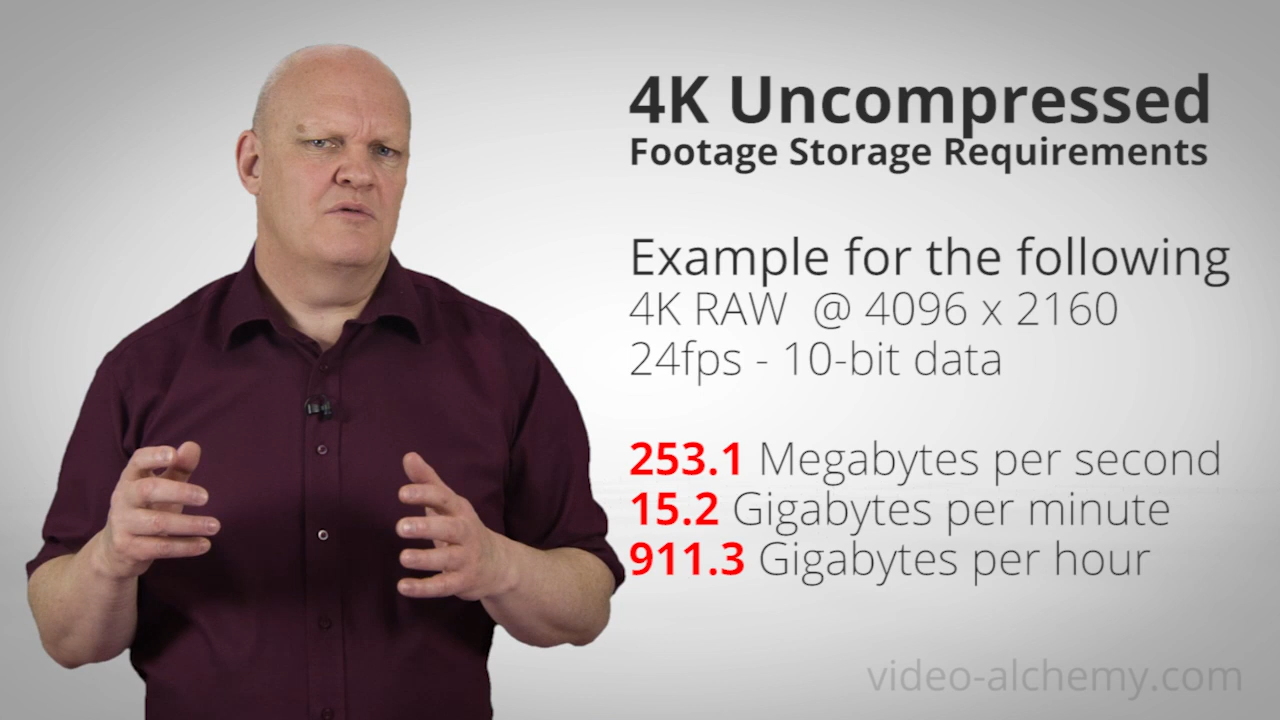 4K Uncompressed
Footage Storage Requirements
Example for the following
4K RAW @ 4096 x 2160
24fps - 10-bit data
253.1 Megabytes per second
15.2 Gigabytes per minute
911.3 Gigabytes per hour
video-alchemy.com